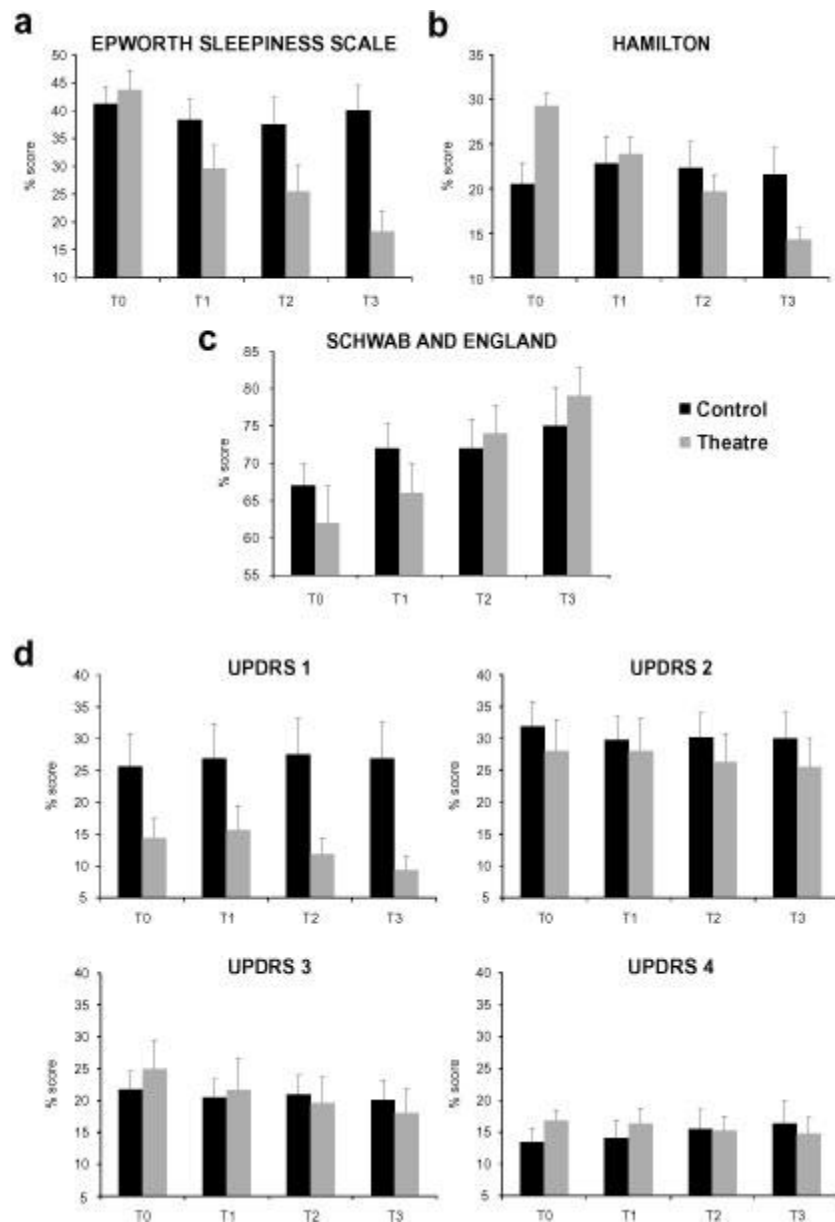 a
EPWORTH SLEEPINESS SCALE
50
45
40
35
30
25
20
15
10
% score
T0 T1 T2 T3
b
HAMILTON
35
30
25
20
15
10
% score
T0 T1 T2 T3
c
SCHWAB AND ENGLAND
85
80
75
70
65
60
55
% score
T0 T1 T2 T3
Control
Theatre
d
UPDRS 1
40
35
30
25
20
15
10
5
% score
T0 T1 T2 T3
UPDRS 2
40
35
30
25
20
15
10
5
% score
T0 T1 T2 T3
UPDRS 3
40
35
30
25
20
15
10
5
% score
T0 T1 T2 T3
UPDRS 4
40
35
30
25
20
15
10
5
% score
T0 T1 T2 T3